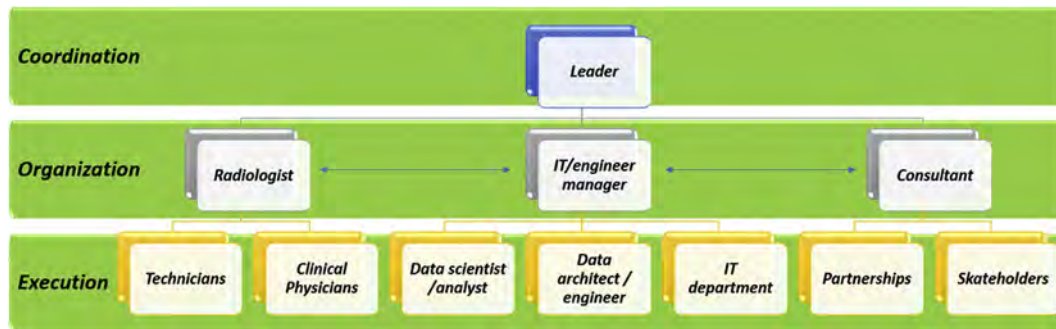 Coordination
Leader
Organization
Radiologist
IT/engineer
manager
Consultant
Execution
Technicians
Clinical
Physicians
Data scientist
/analyst
Data
architect /
engineer
IT
department
Partnerships
Skateholders